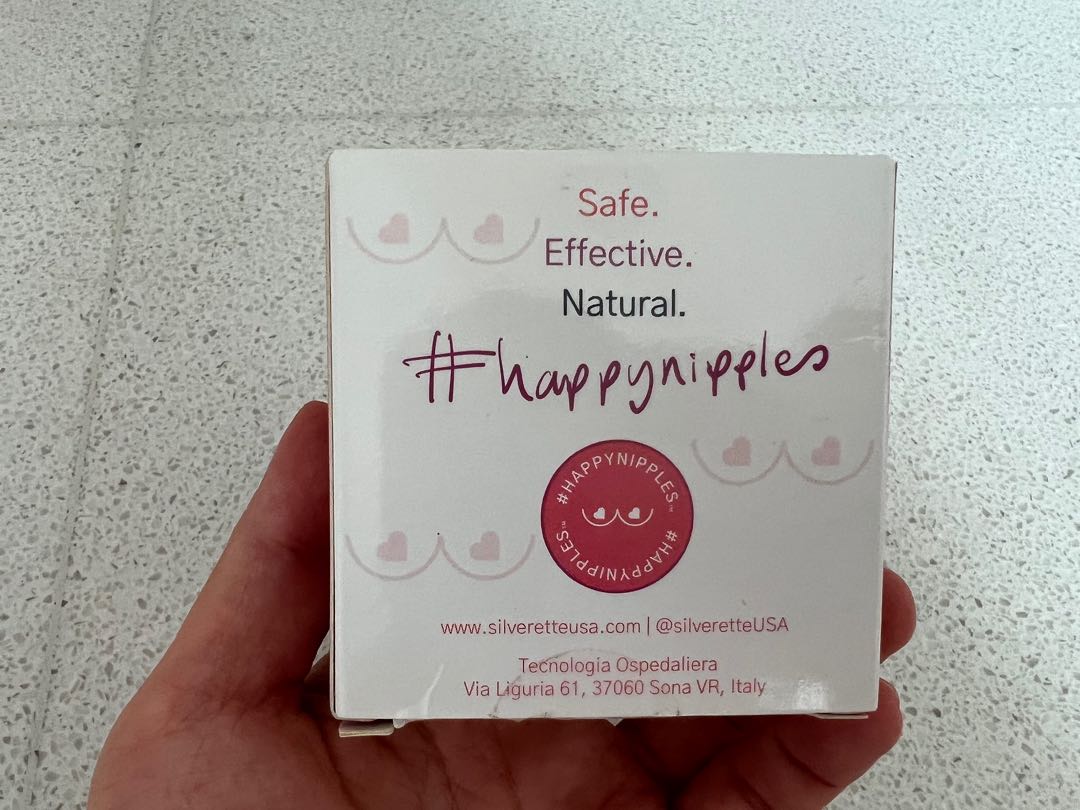 Safe.
Effective.
Natural.
#happynipples
#HAPPYNIPPLES™
#HAPPYNIPPLES™
www.silveretteusa.com | @silveretteUSA
Tecnologia Ospedaliera
Via Liguria 61, 37060 Sona VR, Italy